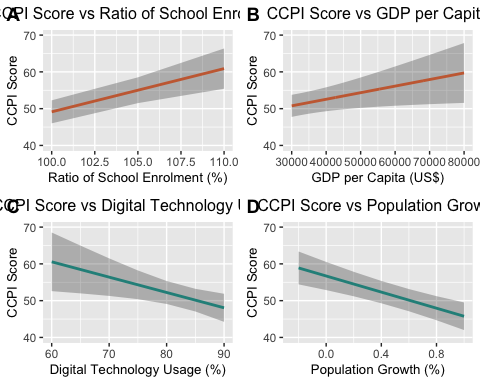 A CCPI Score vs Ratio of School Enro
70
60
50
40
CCPI Score
100.0 102.5 105.0 107.5 110.0
Ratio of School Enrolment (%)
B CCPI Score vs GDP per Capit
70
60
50
40
CCPI Score
30000 40000 50000 60000 70000 80000
GDP per Capita (US$)
C CCPI Score vs Digital Technology U
70
60
50
40
CCPI Score
60 70 80 90
Digital Technology Usage (%)
D CCPI Score vs Population Grow
70
60
50
40
CCPI Score
0.0 0.4 0.8
Population Growth (%)